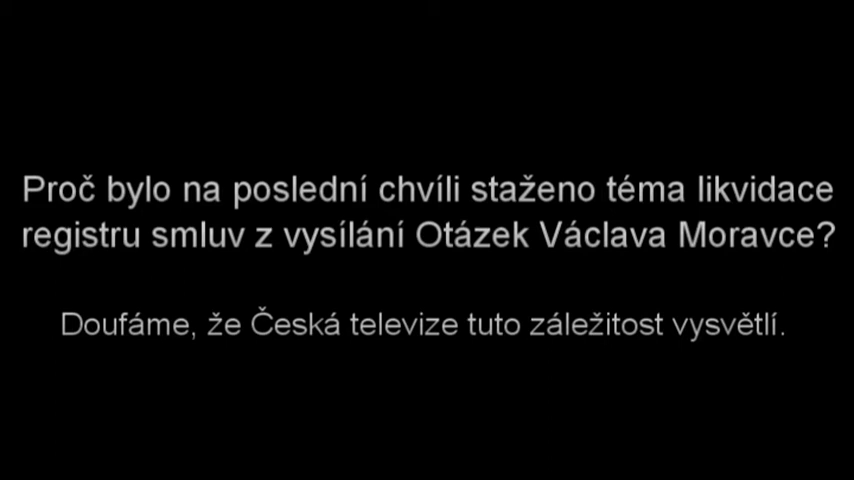 Proč bylo na poslední chvíli staženo téma likvidace
registru smluv z vysílání Otázek Václava Moravce?
Doufáme, že Česká televize tuto záležitost vysvětlí.